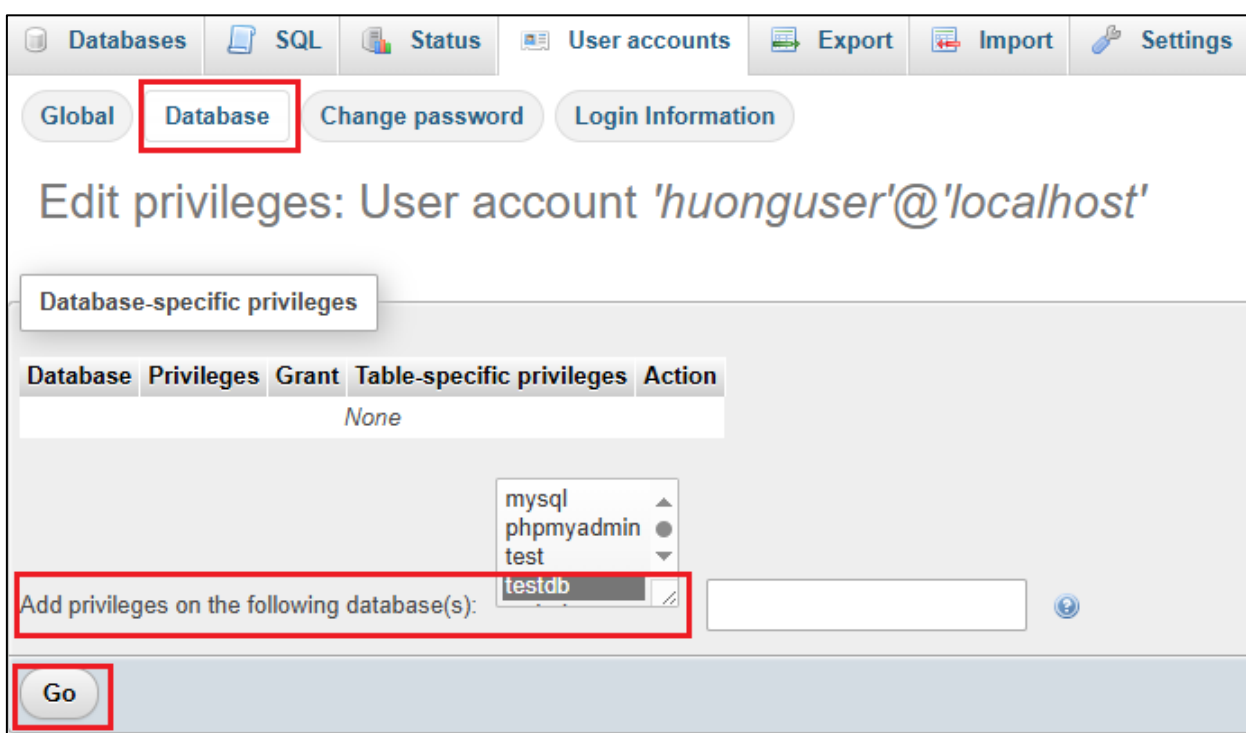 Databases SQL Status User accounts Export Import Settings
Global Database Change password Login Information
Edit privileges: User account 'huonguser'@'localhost'
Database-specific privileges
Database Privileges Grant Table-specific privileges Action
None
mysql
phpmyadmin
test
testdb
Add privileges on the following database(s):
Go